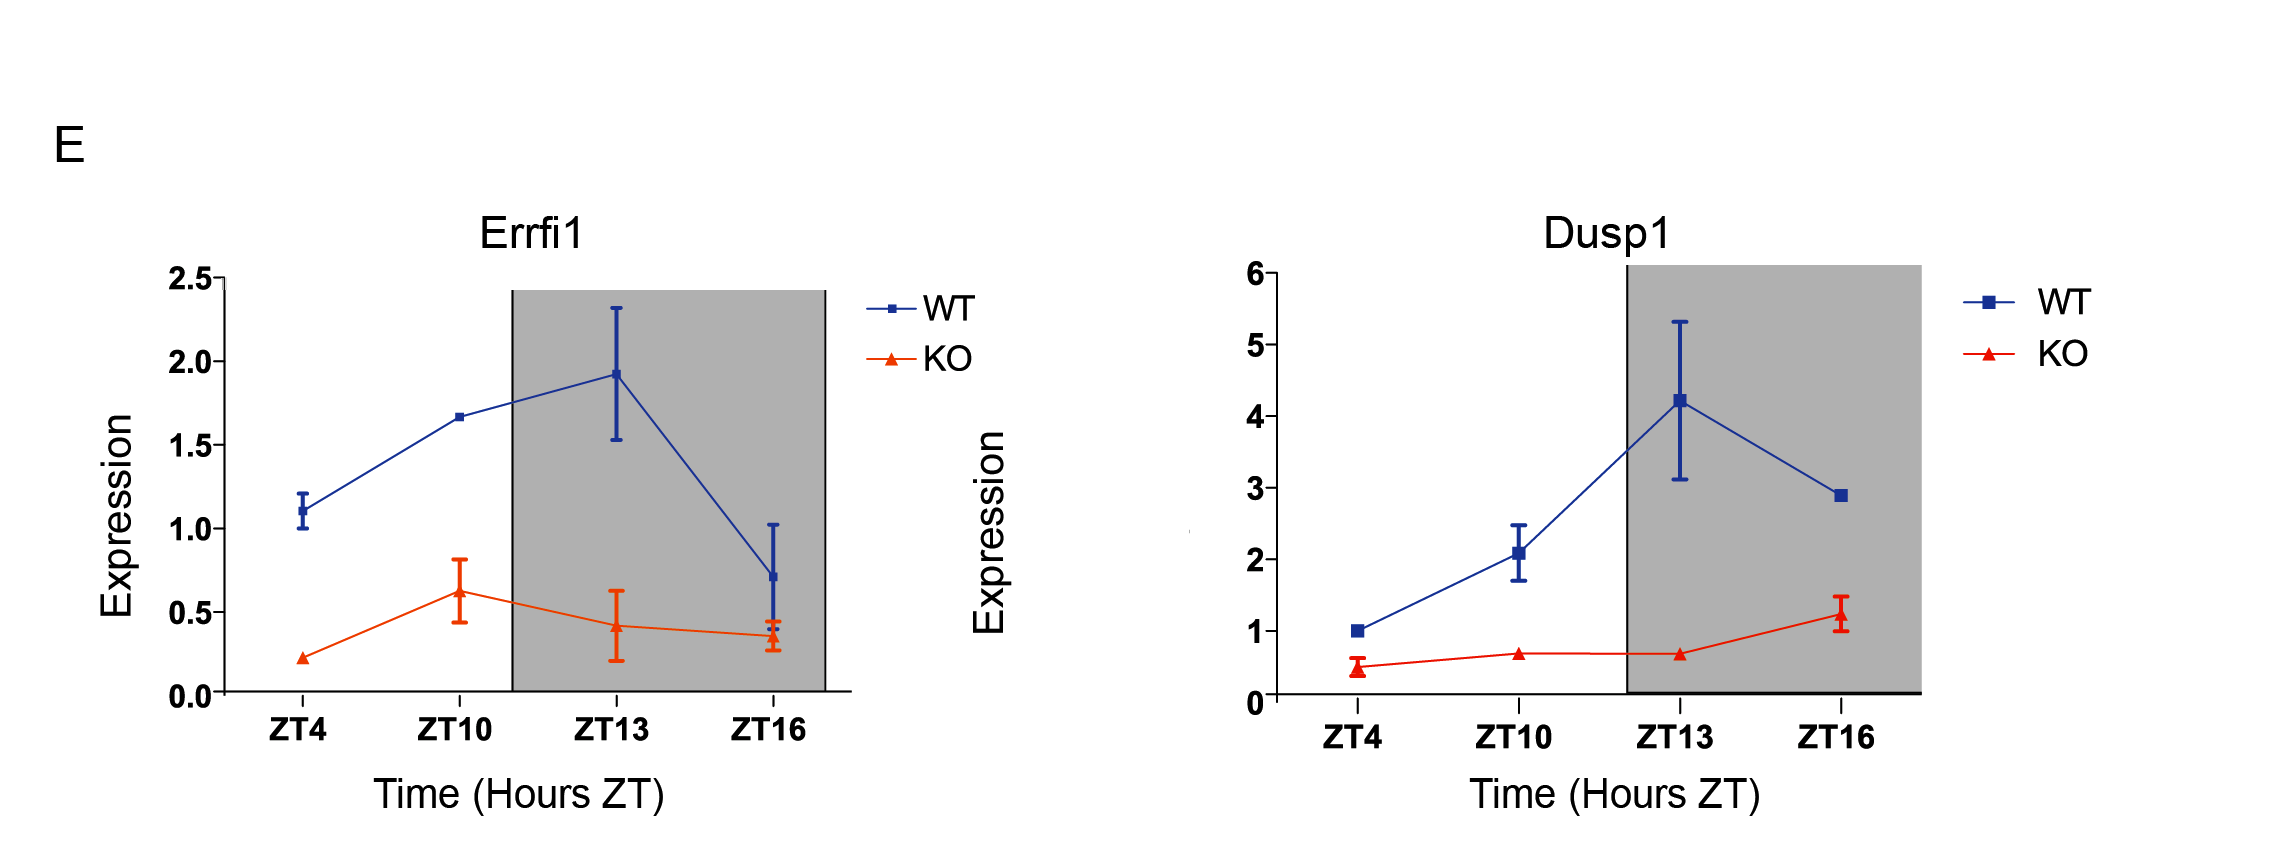 E
Errfi1
2.5
2.0
1.5
1.0
0.5
0.0
Expression
ZT4 ZT10 ZT13 ZT16
Time (Hours ZT)
WT
KO
Dusp1
6
5
4
3
2
1
0
Expression
ZT4 ZT10 ZT13 ZT16
Time (Hours ZT)
WT
KO